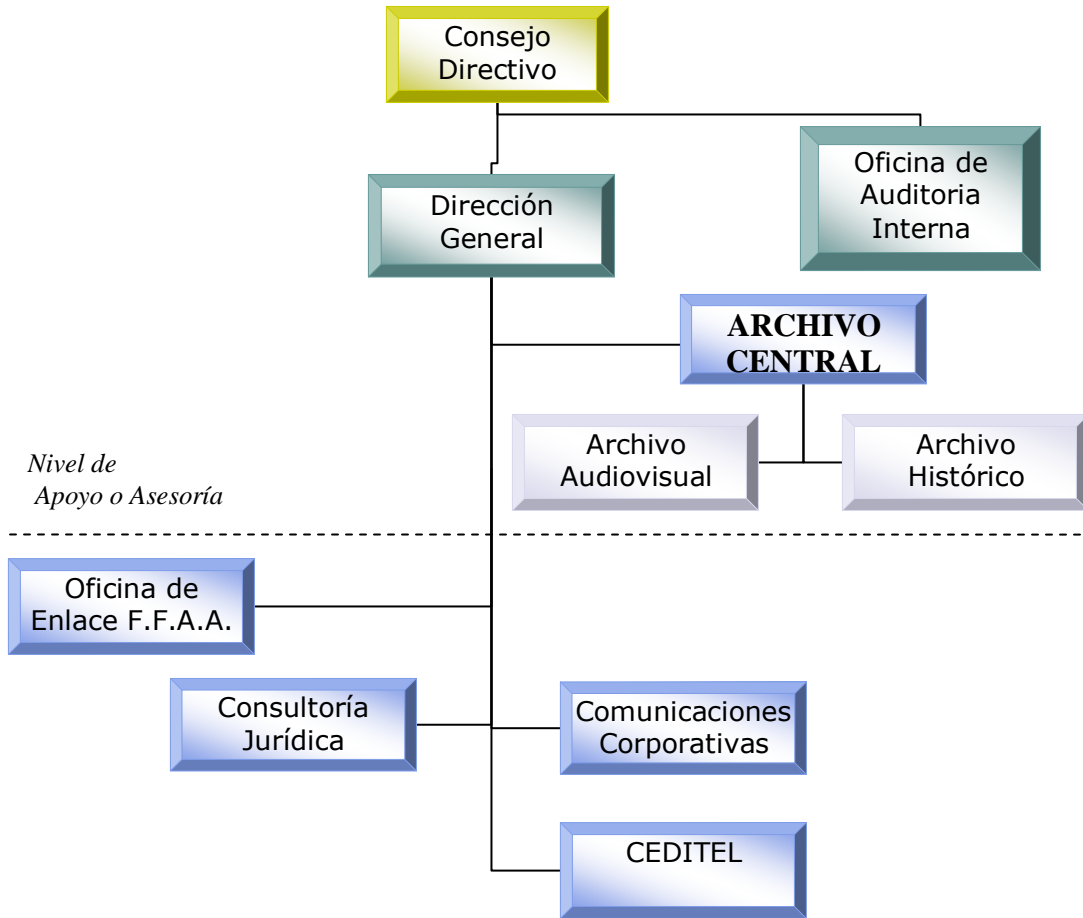 Consejo
Directivo
Oficina de
Auditoria
Interna
Dirección
General
ARCHIVO
CENTRAL
Archivo
Audiovisual
Archivo
Histórico
Nivel de
Apoyo o Asesoría
Oficina de
Enlace F.F.A.A.
Consultoría
Jurídica
Comunicaciones
Corporativas
CEDITEL